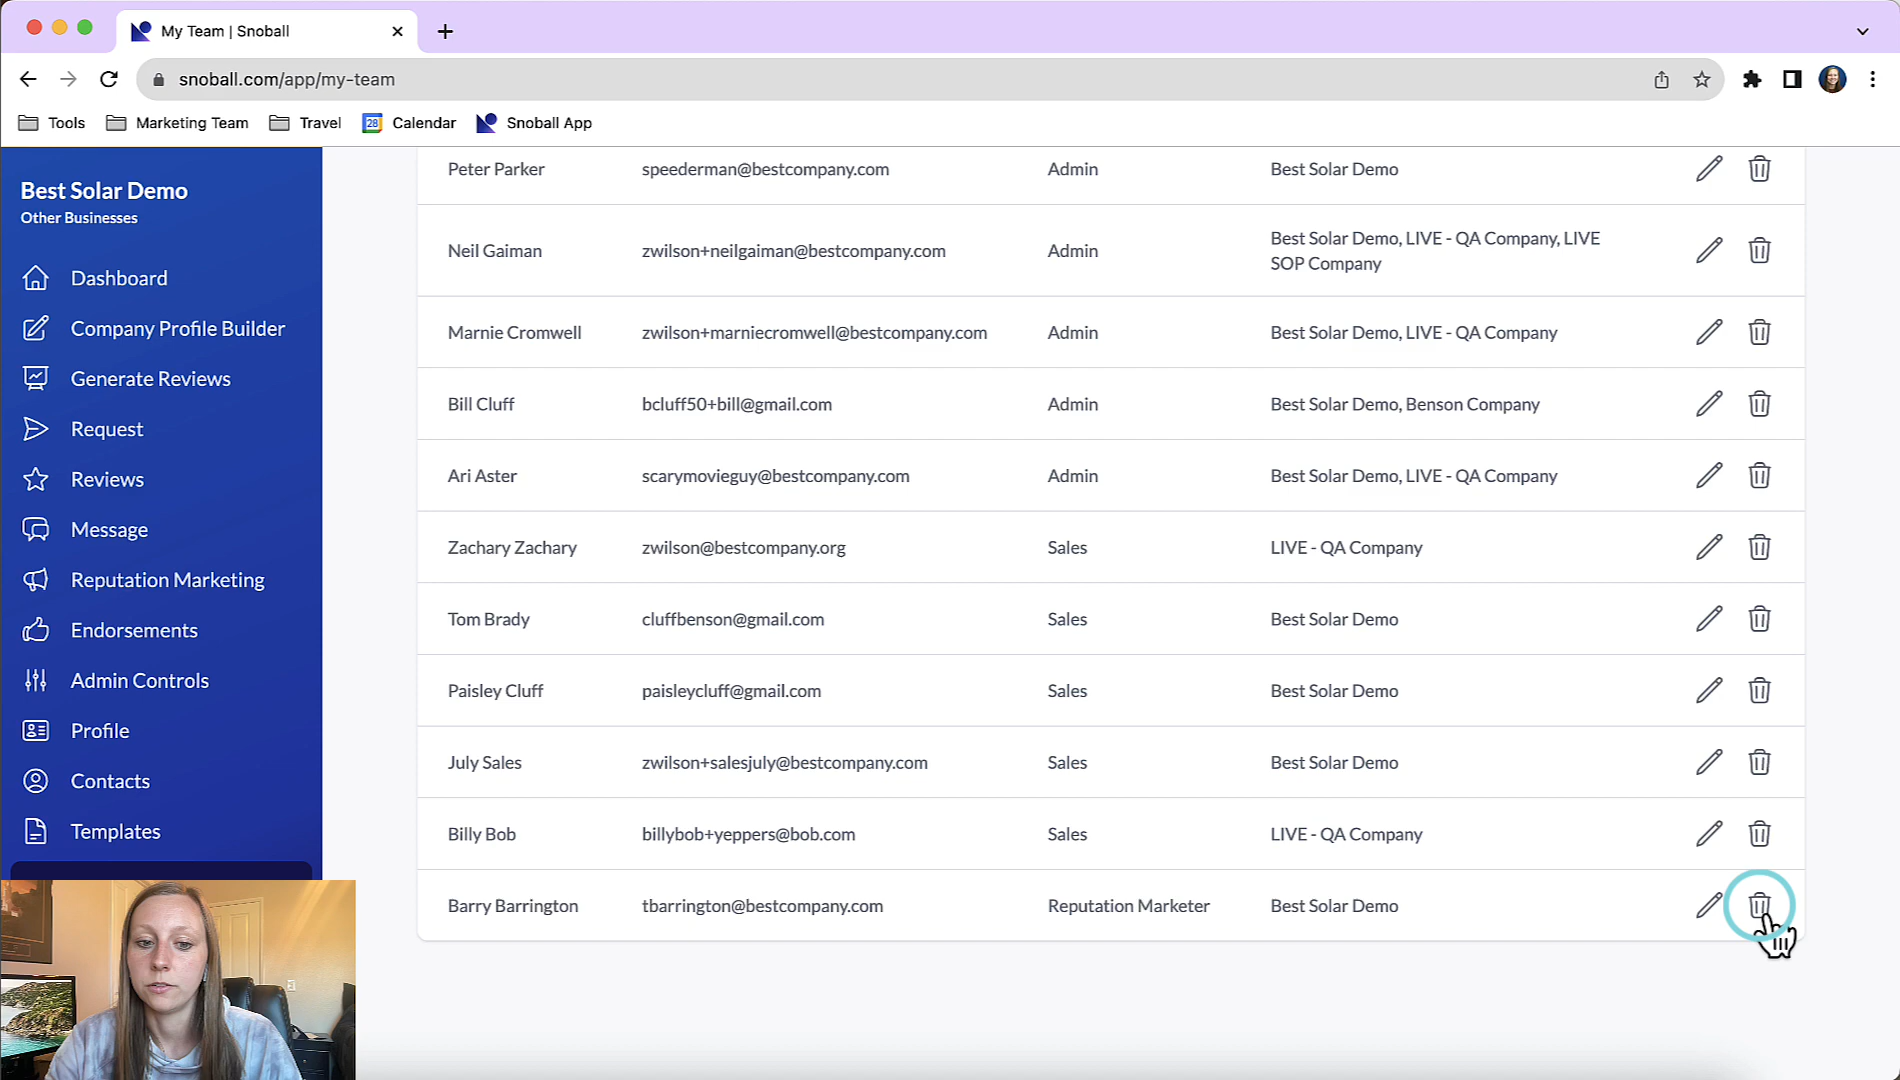 My Team | Snoball
snoball.com/app/my-team
Tools
Marketing Team
Travel
28
Calendar
Snoball App
Best Solar Demo
Other Businesses
Dashboard
Company Profile Builder
Generate Reviews
Request
Reviews
Message
Reputation Marketing
Endorsements
Admin Controls
Profile
Contacts
Templates
Peter Parker speederman@bestcompany.com Admin Best Solar Demo
Neil Gaiman zwilson+neilgaiman@bestcompany.com Admin Best Solar Demo, LIVE - QA Company, LIVE
SOP Company
Marnie Cromwell zwilson+marniecromwell@bestcompany.com Admin Best Solar Demo, LIVE - QA Company
Bill Cluff bcluff50+bill@gmail.com Admin Best Solar Demo, Benson Company
Ari Aster scarymovieguy@bestcompany.com Admin Best Solar Demo, LIVE - QA Company
Zachary Zachary zwilson@bestcompany.org Sales LIVE - QA Company
Tom Brady cluffbenson@gmail.com Sales Best Solar Demo
Paisley Cluff paisleycluff@gmail.com Sales Best Solar Demo
July Sales zwilson+salesjuly@bestcompany.com Sales Best Solar Demo
Billy Bob billybob+yeppers@bob.com Sales LIVE - QA Company
Barry Barrington tbarrington@bestcompany.com Reputation Marketer Best Solar Demo